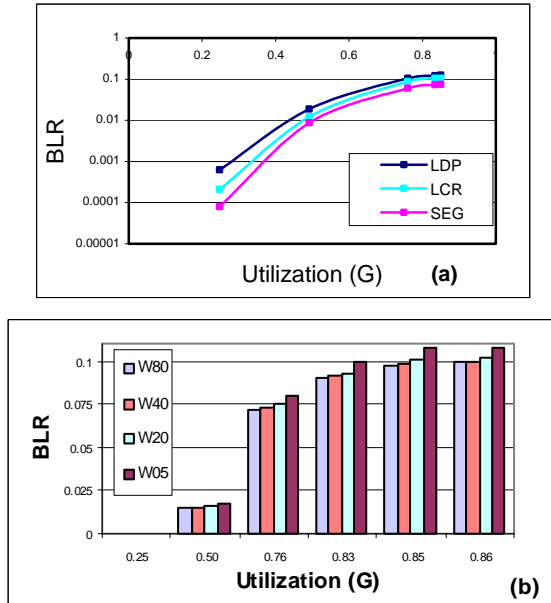 1
0 0.2 0.4 0.6 0.8
0.1
0.01
0.001
0.0001
0.00001
BLR
LDP
LCR
SEG
Utilization (G) (a)
0.1
0.075
0.05
0.025
0
BLR
W80
W40
W20
W05
0.25 0.50 0.76 0.83 0.85 0.86
Utilization (G) (b)